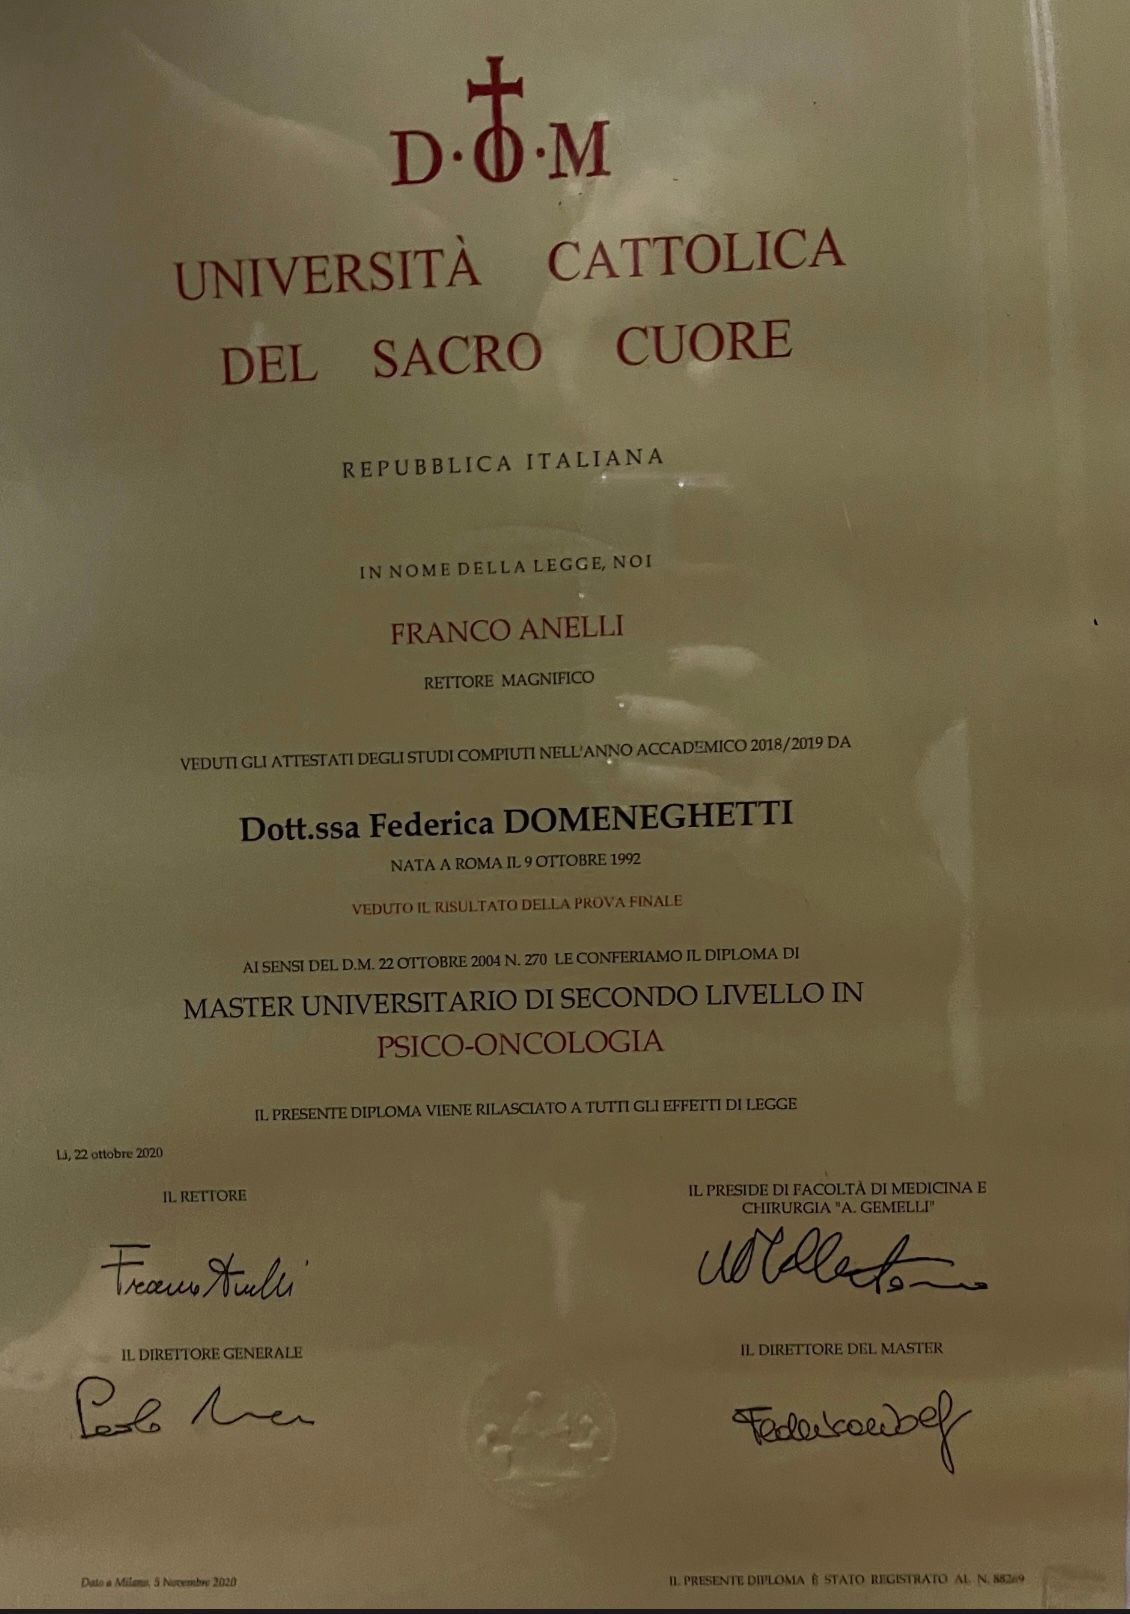 D·O·M
UNIVERSITÀ CATTOLICA
DEL SACRO CUORE
REPUBBLICA ITALIANA
IN NOME DELLA LEGGE, NOI
FRANCO ANELLI
RETTORE MAGNIFICO
VEDUTI GLI ATTESTATI DEGLI STUDI COMPIUTI NELL'ANNO ACCADEMICO 2018/2019 DA
Dott.ssa Federica DOMENEGHETTI
NATA A ROMA IL 9 OTTOBRE 1992
VEDUTO IL RISULTATO DELLA PROVA FINALE
AI SENSI DEL D.M. 22 OTTOBRE 2004 N. 270 LE CONFERIAMO IL DIPLOMA DI
MASTER UNIVERSITARIO DI SECONDO LIVELLO IN
PSICO-ONCOLOGIA
IL PRESENTE DIPLOMA VIENE RILASCIATO A TUTTI GLI EFFETTI DI LEGGE
Lì, 22 ottobre 2020
IL RETTORE
Franco Anelli
IL PRESIDE DI FACOLTÀ DI MEDICINA E
CHIRURGIA "A. GEMELLI"
IL DIRETTORE GENERALE
Paolo
IL DIRETTORE DEL MASTER
Dato a Milano, 5 Novembre 2020
IL PRESENTE DIPLOMA È STATO REGISTRATO AL N. 88269